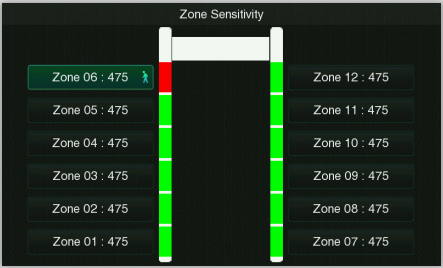 Zone Sensitivity
Zone 06 : 475
Zone 12 : 475
Zone 05 : 475
Zone 11 : 475
Zone 04 : 475
Zone 10 : 475
Zone 03 : 475
Zone 09 : 475
Zone 02 : 475
Zone 08 : 475
Zone 01 : 475
Zone 07 : 475